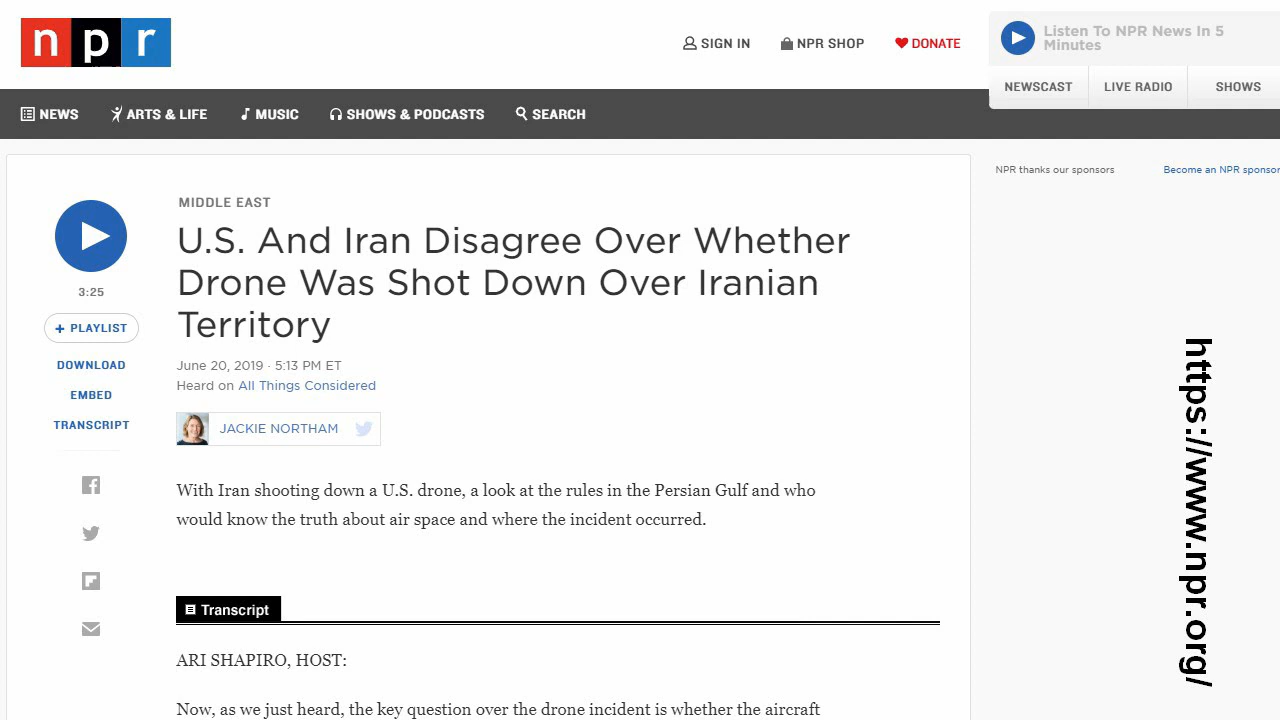 npr
SIGN IN
NPR SHOP
DONATE
Listen To NPR News In 5
Minutes
NEWSCAST
LIVE RADIO
SHOWS
NEWS
ARTS & LIFE
MUSIC
SHOWS & PODCASTS
SEARCH
NPR thanks our sponsors
Become an NPR sponsor
MIDDLE EAST
U.S. And Iran Disagree Over Whether
Drone Was Shot Down Over Iranian
Territory
3:25
+ PLAYLIST
DOWNLOAD
EMBED
TRANSCRIPT
June 20, 2019 · 5:13 PM ET
Heard on All Things Considered
JACKIE NORTHAM
With Iran shooting down a U.S. drone, a look at the rules in the Persian Gulf and who
would know the truth about air space and where the incident occurred.
Transcript
ARI SHAPIRO, HOST:
Now, as we just heard, the key question over the drone incident is whether the aircraft
https://www.npr.org/